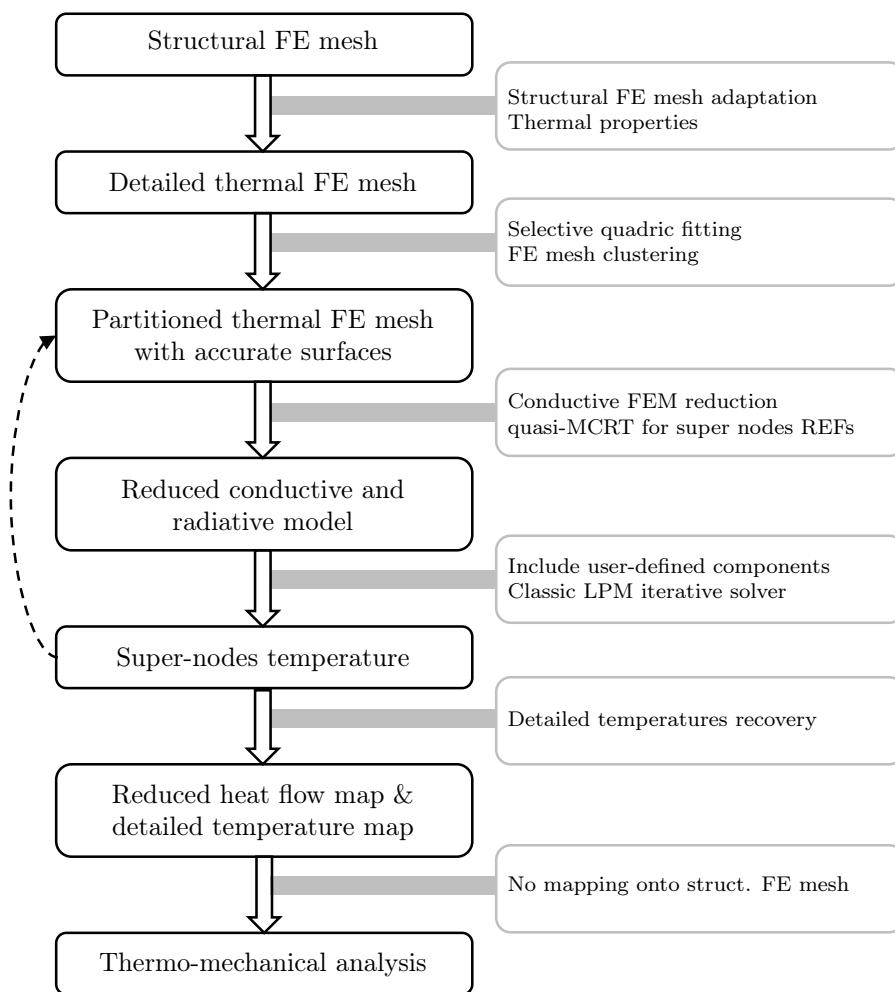 Structural FE mesh
Structural FE mesh adaptation
Thermal properties
Detailed thermal FE mesh
Selective quadric fitting
FE mesh clustering
Partitioned thermal FE mesh
with accurate surfaces
Conductive FEM reduction
quasi-MCRT for super nodes REFs
Reduced conductive and
radiative model
Include user-defined components
Classic LPM iterative solver
Super-nodes temperature
Detailed temperatures recovery
Reduced heat flow map &
detailed temperature map
No mapping onto struct. FE mesh
Thermo-mechanical analysis